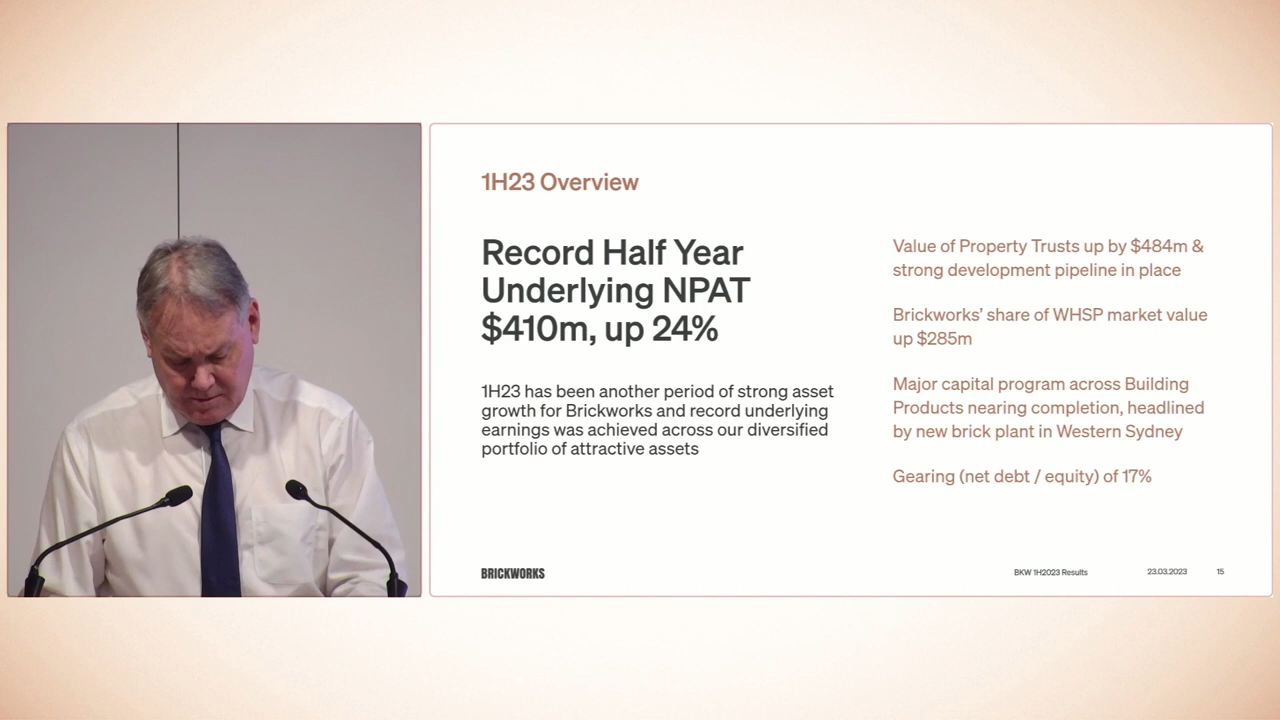 1H23 Overview
Record Half Year
Underlying NPAT
$410m, up 24%
1H23 has been another period of strong asset
growth for Brickworks and record underlying
earnings was achieved across our diversified
portfolio of attractive assets
Value of Property Trusts up by $484m &
strong development pipeline in place
Brickworks’ share of WHSP market value
up $285m
Major capital program across Building
Products nearing completion, headlined
by new brick plant in Western Sydney
Gearing (net debt / equity) of 17%
BRICKWORKS
BKW 1H2023 Results
23.03.2023
15